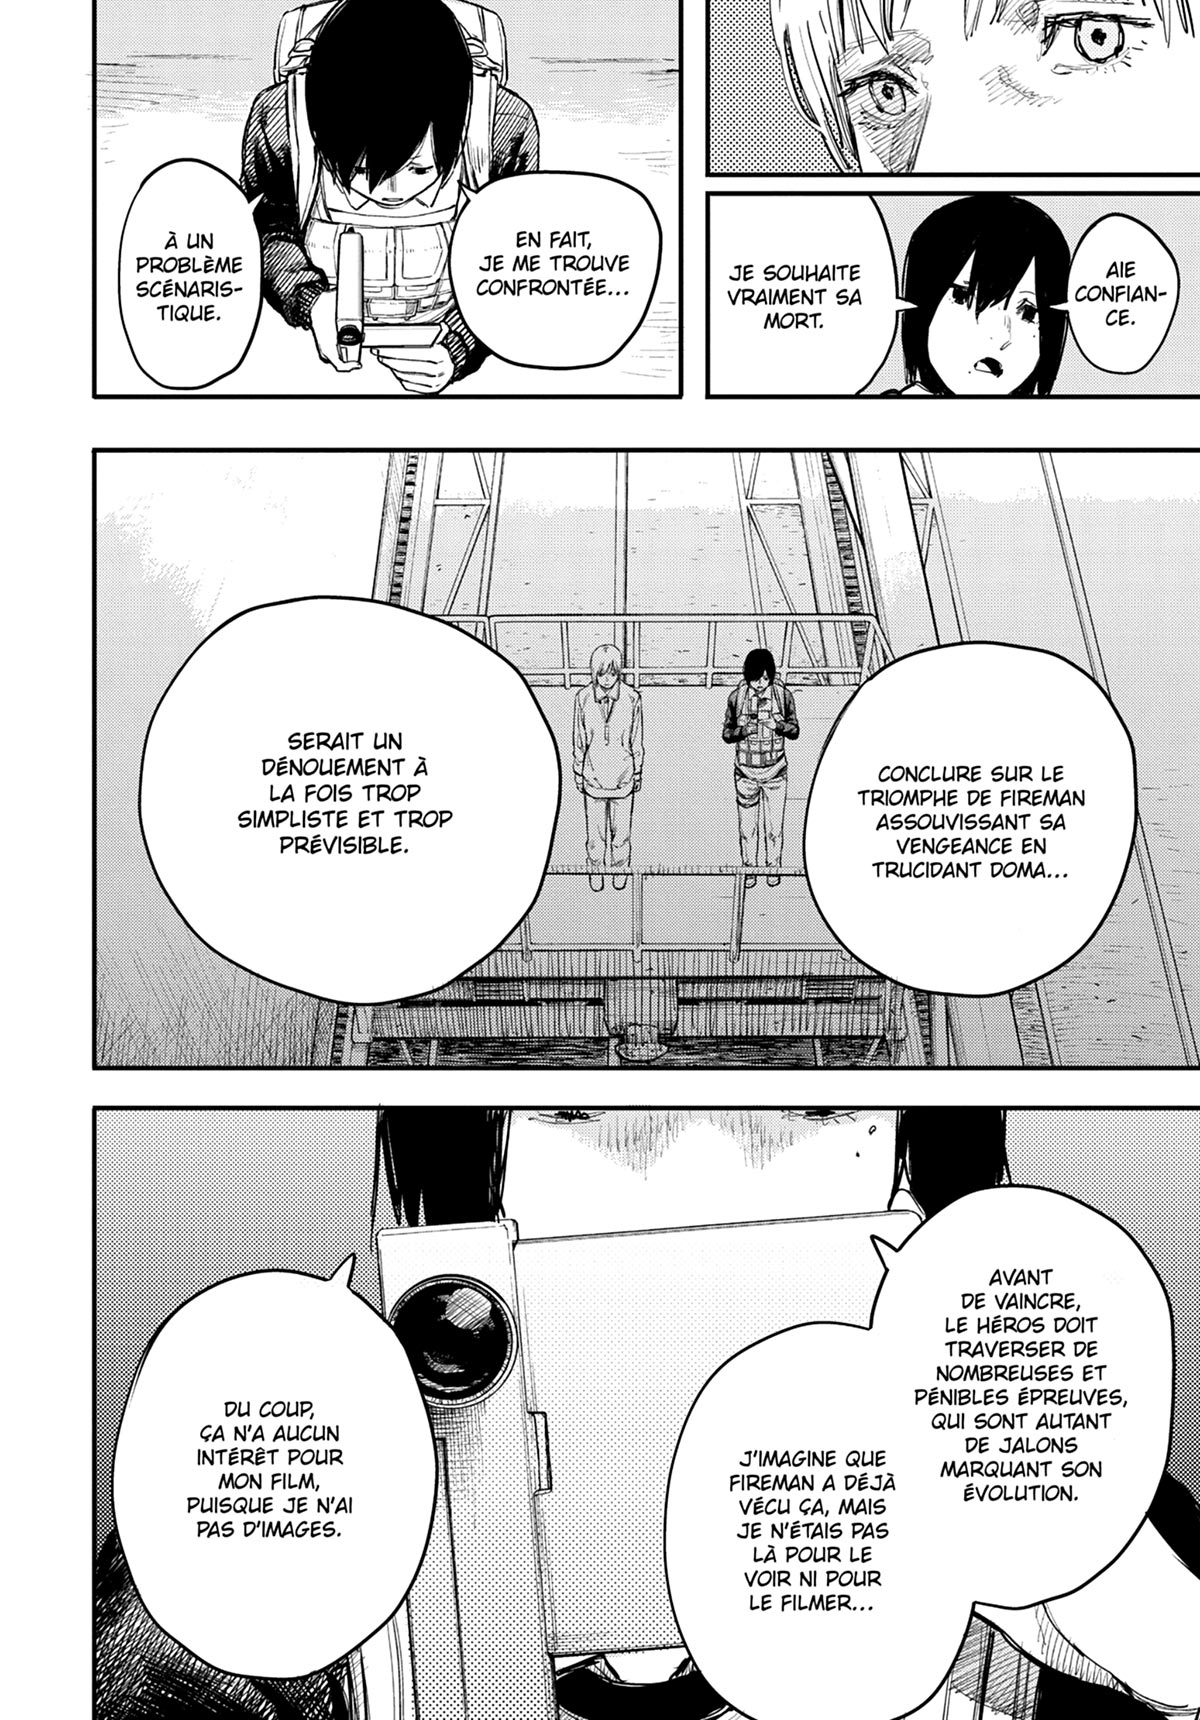 AIE
CONFIAN-
CE.
JE SOUHAITE
VRAIMENT SA
MORT.
EN FAIT,
JE ME TROUVE
CONFRONTÉE...
À UN
PROBLÈME
SCÉNARIS-
TIQUE.
CONCLURE SUR LE
TRIOMPHE DE FIREMAN
ASSOUVISSANT SA
VENGEANCE EN
TRUCIDANT DOMA...
SERAIT UN
DÉNOUEMENT À
LA FOIS TROP
SIMPLISTE ET TROP
PRÉVISIBLE.
AVANT
DE VAINCRE,
LE HÉROS DOIT
TRAVERSER DE
NOMBREUSES ET
PÉNIBLES ÉPREUVES,
QUI SONT AUTANT
DE JALONS
MARQUANT SON
ÉVOLUTION.
J'IMAGINE QUE
FIREMAN A DÉJÀ
VÉCU ÇA, MAIS
JE N'ÉTAIS PAS
LÀ POUR LE
VOIR NI POUR
LE FILMER...
DU COUP,
ÇA N'A AUCUN
INTÉRÊT POUR
MON FILM,
PUISQUE JE N'AI
PAS D'IMAGES.